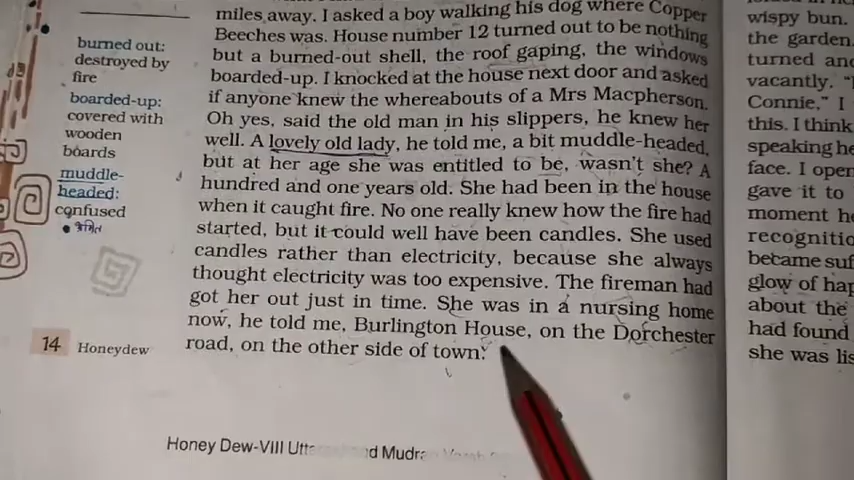 miles away. I asked a boy walking his dog where Copper
Beeches was. House number 12 turned out to be nothing
but a burned-out shell, the roof gaping, the windows
boarded-up. I knocked at the house next door and asked
if anyone knew the whereabouts of a Mrs Macpherson.
Oh yes, said the old man in his slippers, he knew her
well. A lovely old lady, he told me, a bit muddle-headed,
but at her age she was entitled to be, wasn't she? A
hundred and one years old. She had been in the house
when it caught fire. No one really knew how the fire had
started, but it could well have been candles. She used
candles rather than electricity, because she always
thought electricity was too expensive. The fireman had
got her out just in time. She was in a nursing home
now, he told me, Burlington House, on the Dorchester
road, on the other side of town.
burned out:
destroyed by
fire
boarded-up:
covered with
wooden
boards
muddle-
headed:
confused
भ्रमित
14 Honeydew
Honey Dew-VIII
wispy bun.
the garden.
turned and
vacantly.
Connie," I
this. I think
speaking he
face. I open
gave it to
moment he
recognitio
became suf
glow of hap
about the
had found
she was lis